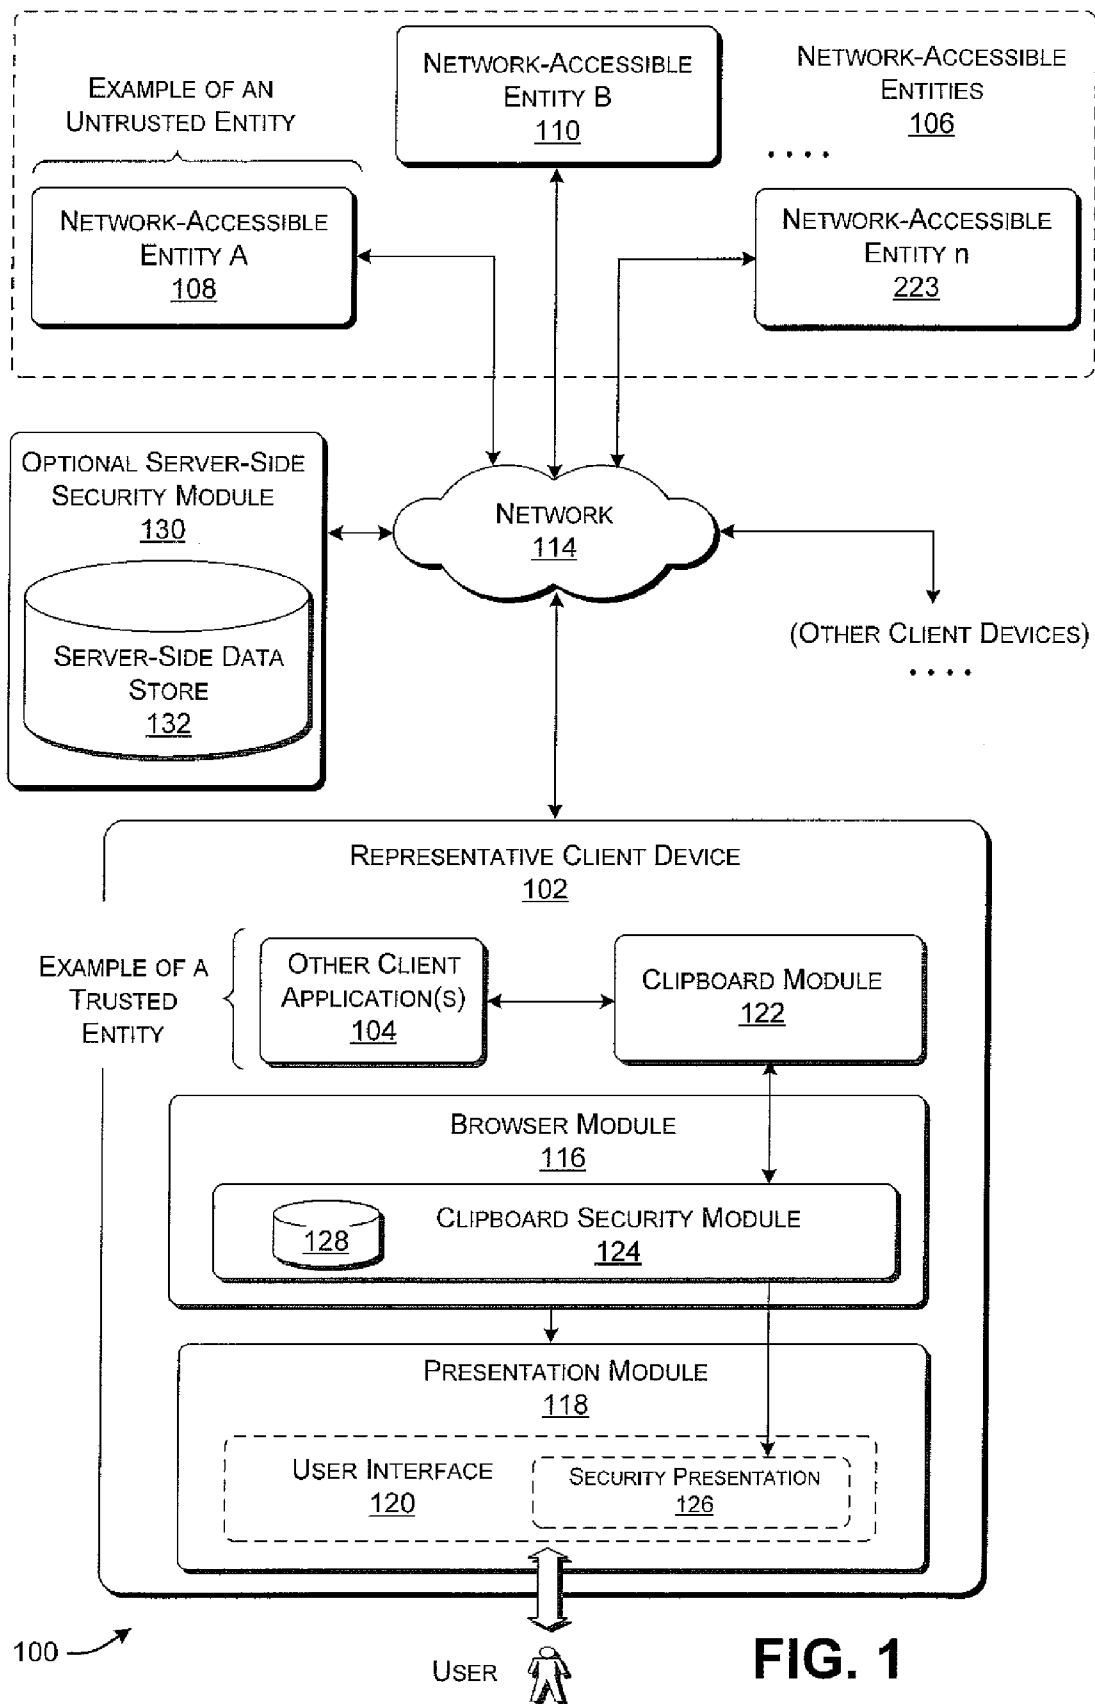 EXAMPLE OF AN
UNTRUSTED ENTITY
NETWORK-ACCESSIBLE
ENTITY B
110
NETWORK-ACCESSIBLE
ENTITIES
106
. . . .
NETWORK-ACCESSIBLE
ENTITY A
108
NETWORK-ACCESSIBLE
ENTITY n
223
OPTIONAL SERVER-SIDE
SECURITY MODULE
130
SERVER-SIDE DATA
STORE
132
NETWORK
114
(OTHER CLIENT DEVICES)
. . . .
REPRESENTATIVE CLIENT DEVICE
102
EXAMPLE OF A
TRUSTED
ENTITY
OTHER CLIENT
APPLICATION(S)
104
CLIPBOARD MODULE
122
BROWSER MODULE
116
128
CLIPBOARD SECURITY MODULE
124
PRESENTATION MODULE
118
USER INTERFACE
120
SECURITY PRESENTATION
126
100
USER
FIG. 1